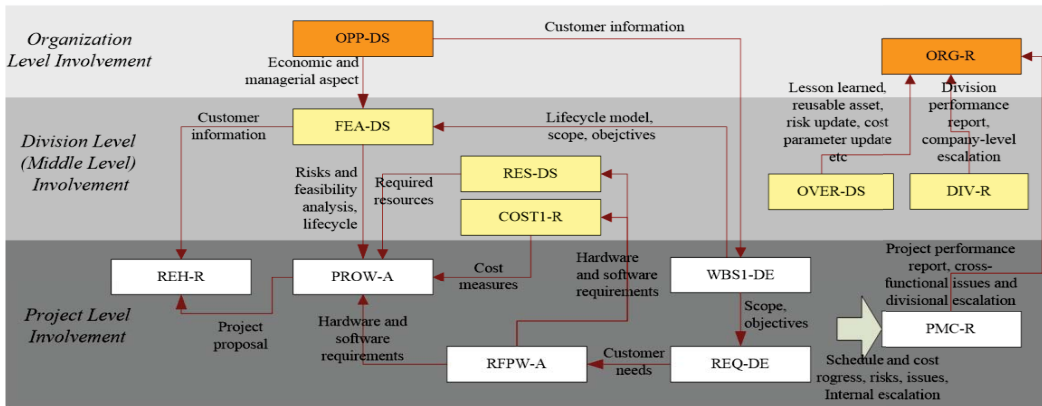 Organization
Level Involvement
OPP-DS
Customer information
ORG-R
Economic and
managerial aspect
Lesson learned,
reusable asset,
risk update, cost
parameter update
etc
Division
performance
report,
company-level
escalation
Division Level
(Middle Level)
Involvement
Customer
information
FEA-DS
Lifecycle model,
scope, obejctives
Risks and
feasibility
analysis,
lifecycle
Required
resources
RES-DS
COST1-R
OVER-DS
DIV-R
Project Level
Involvement
REH-R
PROW-A
Cost
measures
Hardware
and software
requirements
WBS1-DE
Project performance
report, cross-
functional issues and
divisional escalation
Project
proposal
Hardware and
software
requirements
RFPW-A
Customer
needs
Scope,
objectives
REQ-DE
PMC-R
Schedule and cost
rogress, risks, issues,
Internal escalation